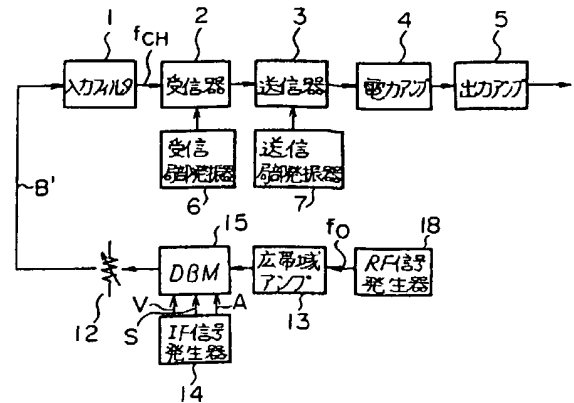 1
fCH
2
3
4
5
入力フィルタ
受信器
送信器
電力アンプ
出力アンプ
受信
局部発振器
送信
局部発振器
6
7
B'
15
fO
18
DBM
広帯域
アンプ
RF信号
発生器
12
V
S
A
13
IF信号
発生器
14